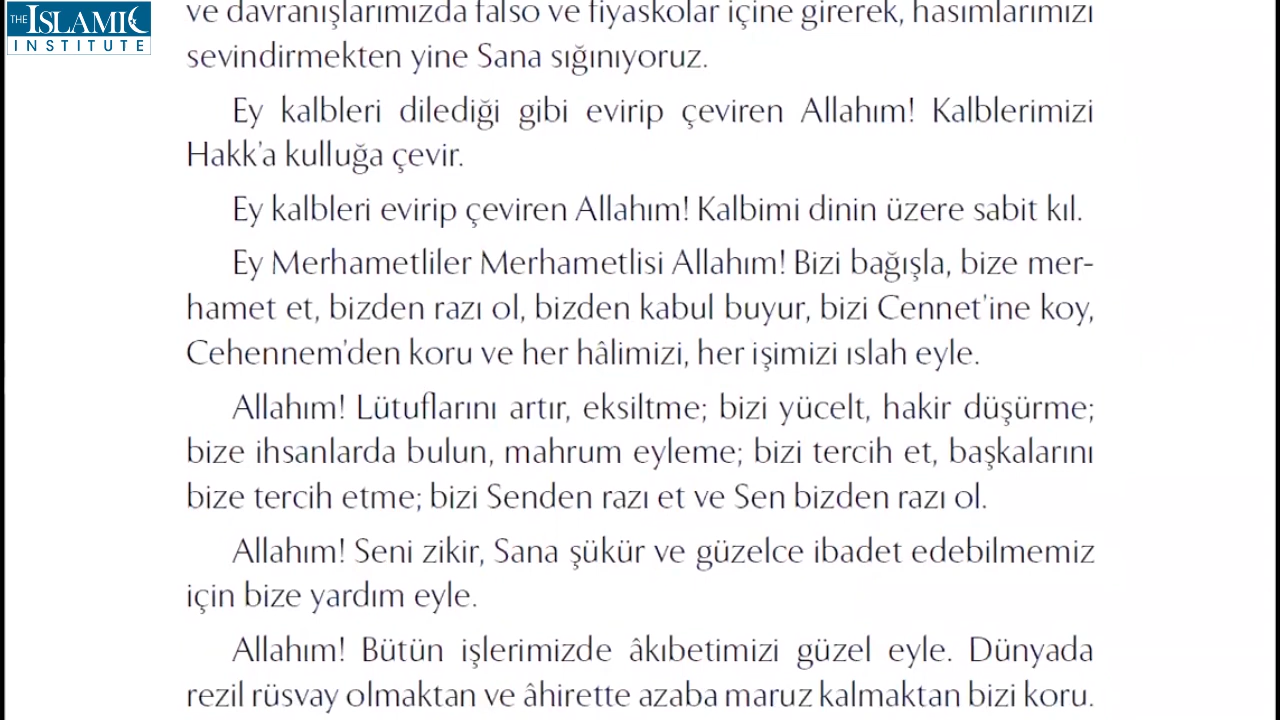 THE ISLAMIC
INSTITUTE
ve davranışlarımızda falso ve fiyaskolar içine girerek, hasımlarımızı
sevindirmekten yine Sana sığınıyoruz.
Ey kalbleri dilediği gibi evirip çeviren Allahım! Kalblerimizi
Hakk'a kulluğa çevir.
Ey kalbleri evirip çeviren Allahım! Kalbimi dinin üzere sabit kıl.
Ey Merhametliler Merhametlisi Allahım! Bizi bağışla, bize mer-
hamet et, bizden razı ol, bizden kabul buyur, bizi Cennet'ine koy,
Cehennem'den koru ve her hâlimizi, her işimizi ıslah eyle.
Allahım! Lütuflarını artır, eksiltme; bizi yücelt, hakir düşürme;
bize ihsanlarda bulun, mahrum eyleme; bizi tercih et, başkalarını
bize tercih etme; bizi Senden razı et ve Sen bizden razı ol.
Allahım! Seni zikir, Sana şükür ve güzelce ibadet edebilmemiz
için bize yardım eyle.
Allahım! Bütün işlerimizde âkıbetimizi güzel eyle. Dünyada
rezil rüsvay olmaktan ve âhirette azaba maruz kalmaktan bizi koru.